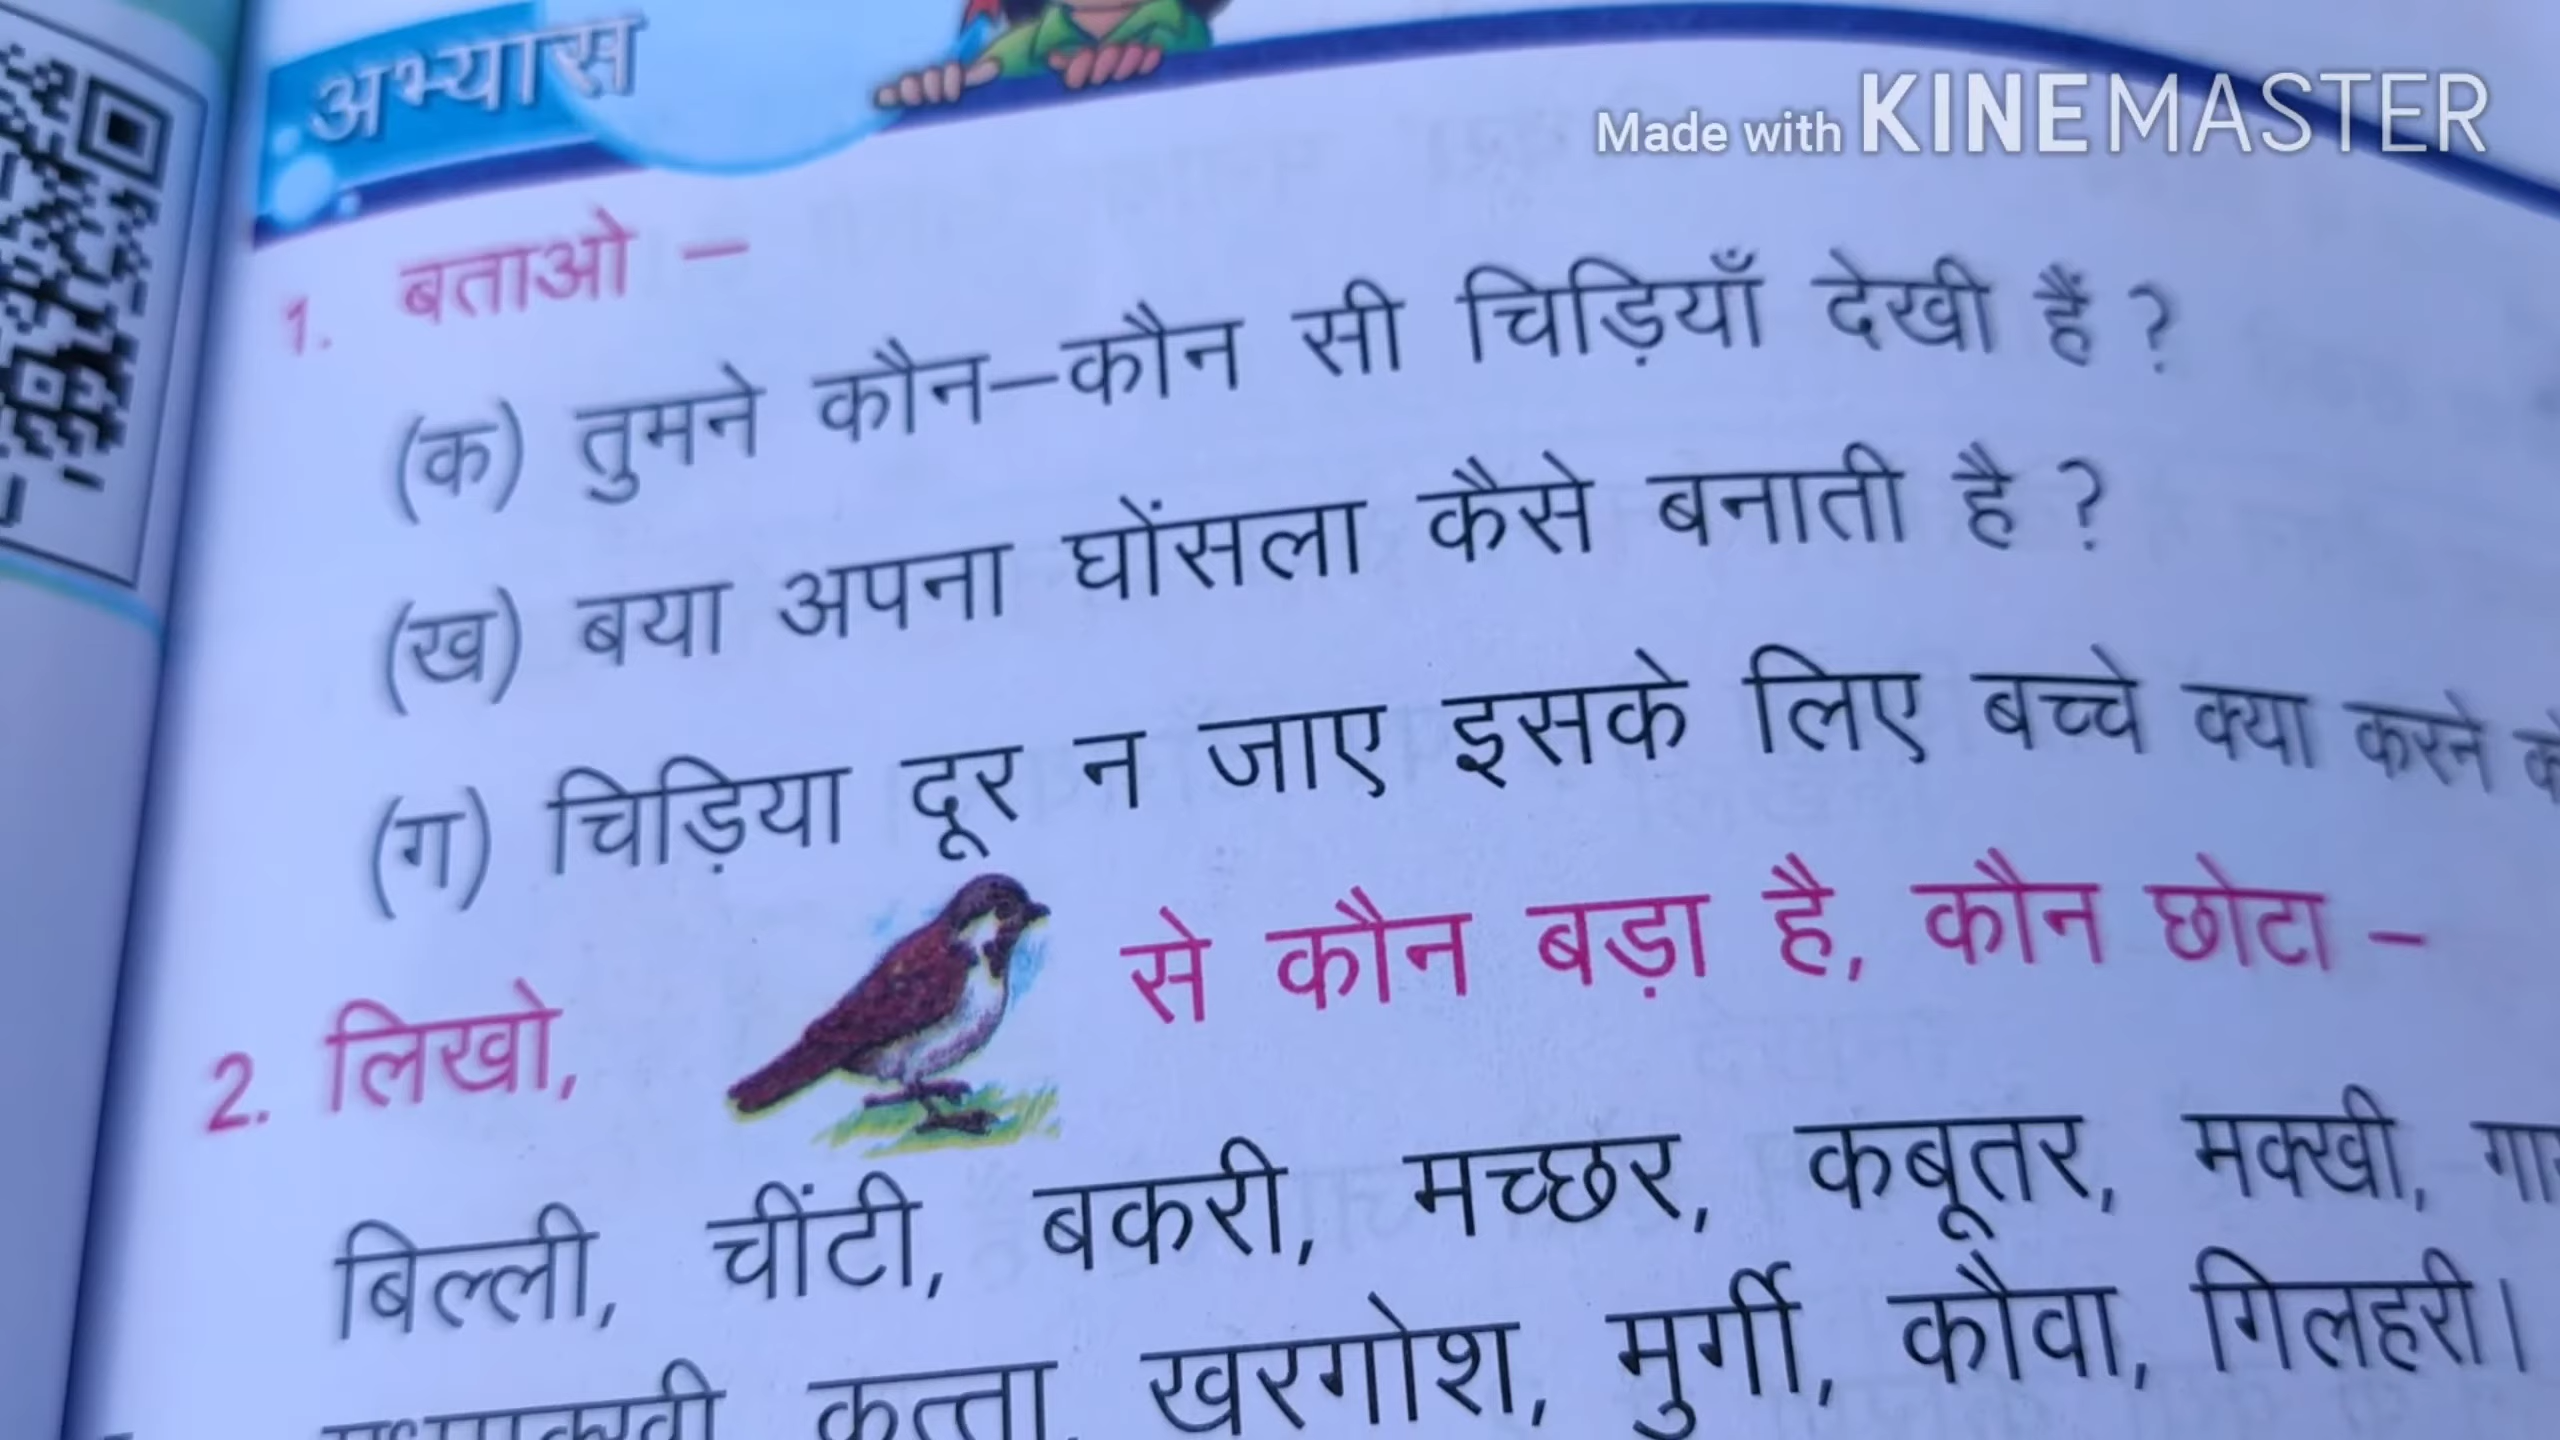 अभ्यास
Made with KINEMASTER
1. बताओ –
(क) तुमने कौन–कौन सी चिड़ियाँ देखी हैं ?
(ख) बया अपना घोंसला कैसे बनाती है ?
(ग) चिड़िया दूर न जाए इसके लिए बच्चे क्या करने
2. लिखो, से कौन बड़ा है, कौन छोटा –
बिल्ली, चींटी, बकरी, मच्छर, कबूतर, मक्खी,
खरगोश, मुर्गी, कौवा, गिलहरी।